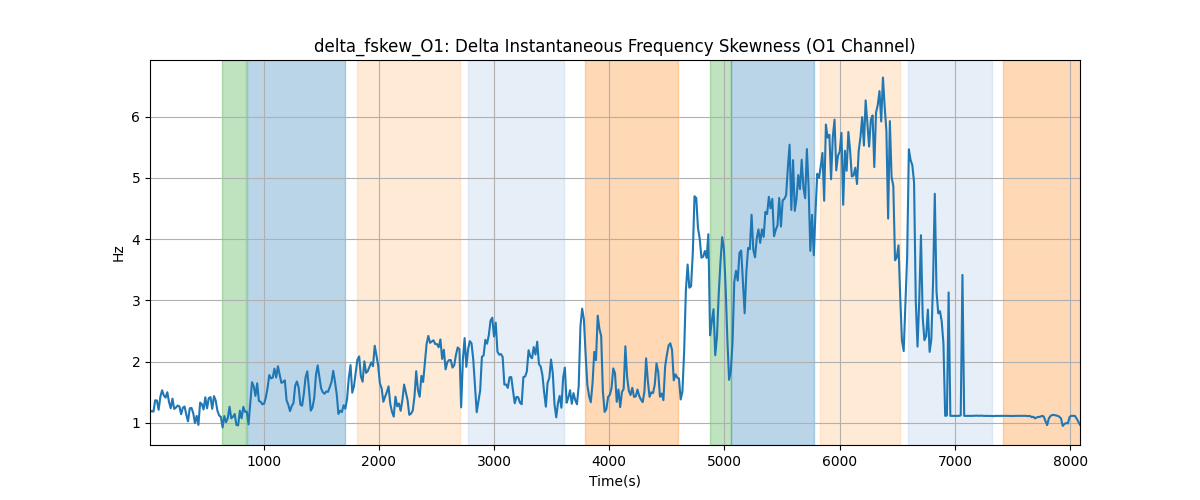 delta_fskew_O1: Delta Instantaneous Frequency Skewness (O1 Channel)
Hz
6
5
4
3
2
1
1000 2000 3000 4000 5000 6000 7000 8000
Time(s)